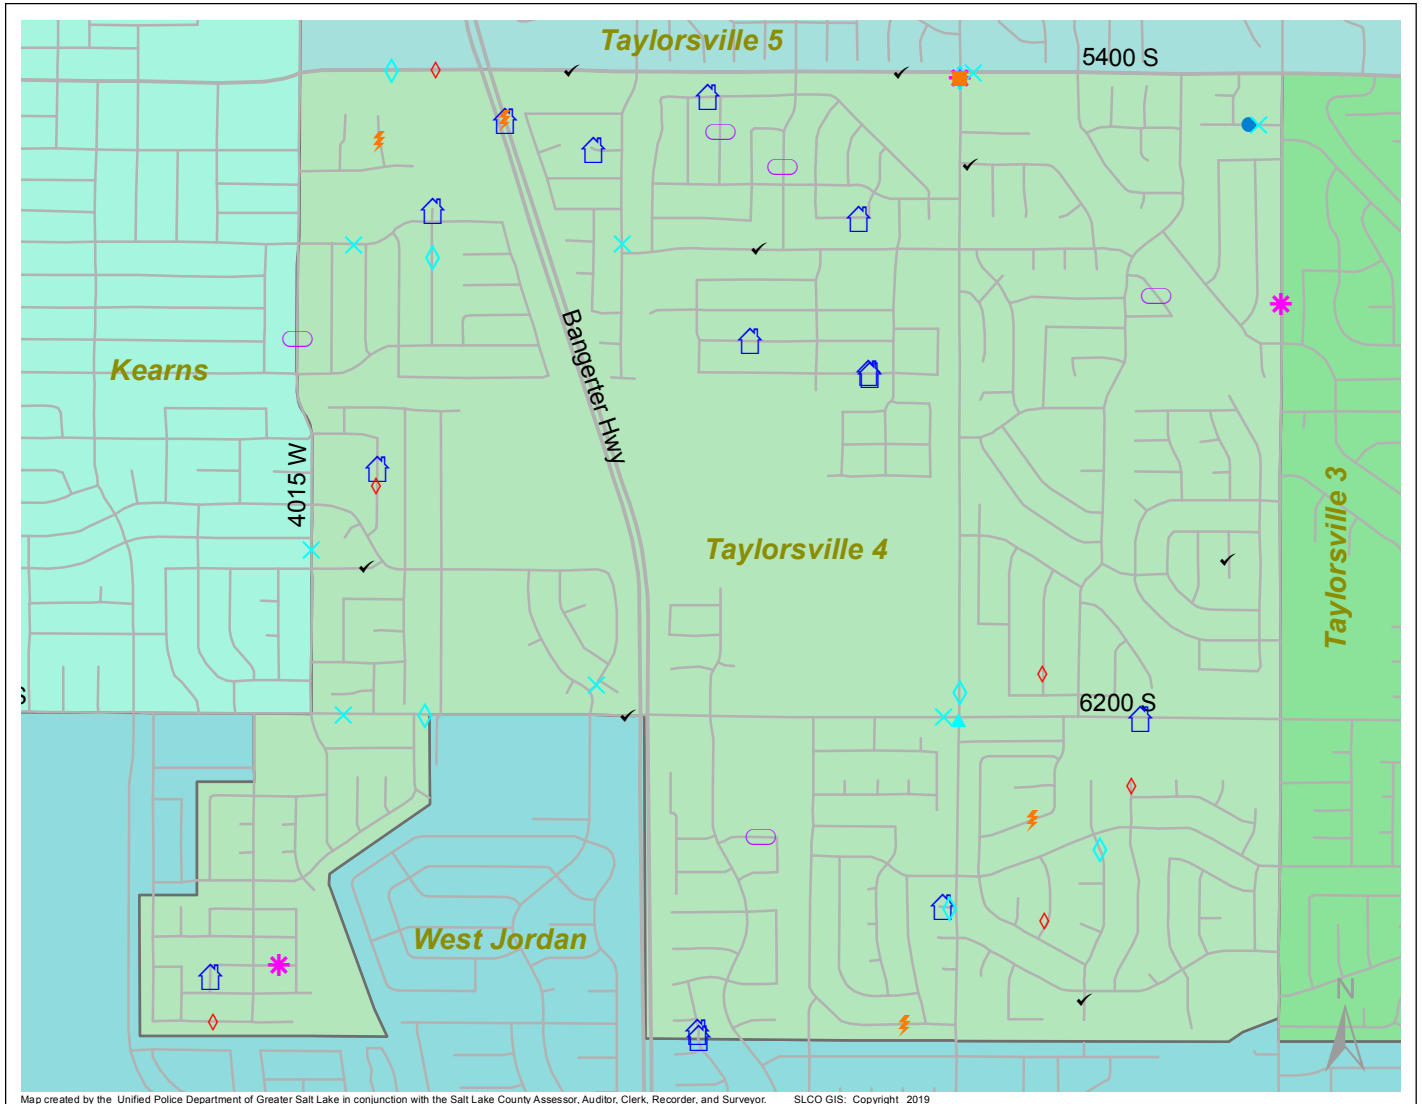 Taylorsville 5
5400 S
Bangerter Hwy
Kearns
4015 W
Taylorsville 4
Taylorsville 3
6200 S
S
West Jordan
N
Map created by the Unified Police Department of Greater Salt Lake in conjunction with the Salt Lake County Assessor, Auditor, Clerk, Recorder, and Surveyor. SLCO GIS: Copyright 2019